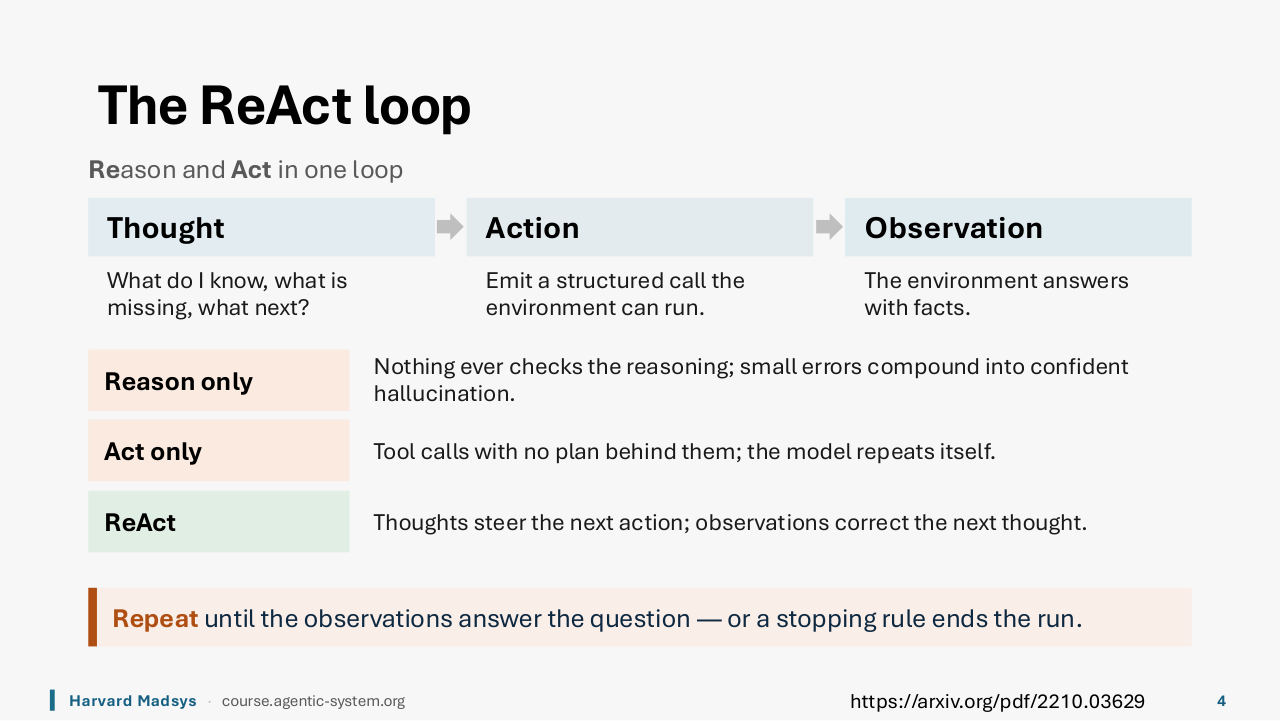 The ReAct loop
Reason and Act in one loop
Thought
Action
Observation
What do I know, what is
missing, what next?
Emit a structured call the
environment can run.
The environment answers
with facts.
Reason only
Nothing ever checks the reasoning; small errors compound into confident
hallucination.
Act only
Tool calls with no plan behind them; the model repeats itself.
ReAct
Thoughts steer the next action; observations correct the next thought.
Repeat until the observations answer the question — or a stopping rule ends the run.
Harvard Madsys · course.agentic-system.org
https://arxiv.org/pdf/2210.03629
4